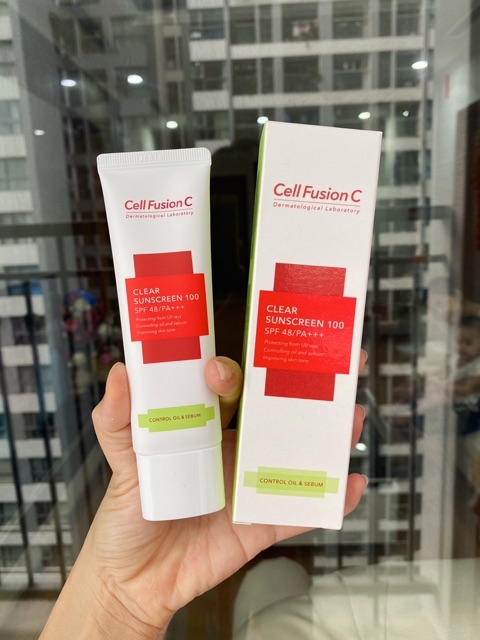 Cell Fusion C
Dermatological Laboratory
CLEAR
SUNSCREEN 100
SPF 48/PA+++
Protecting from UV rays
Controlling oil and sebum
Improving skin tone
CONTROL OIL & SEBUM
Cell Fusion C
Dermatological Laboratory
CLEAR
SUNSCREEN 100
SPF 48/PA+++
Protecting from UV rays
Controlling oil and sebum
Improving skin tone
CONTROL OIL & SEBUM